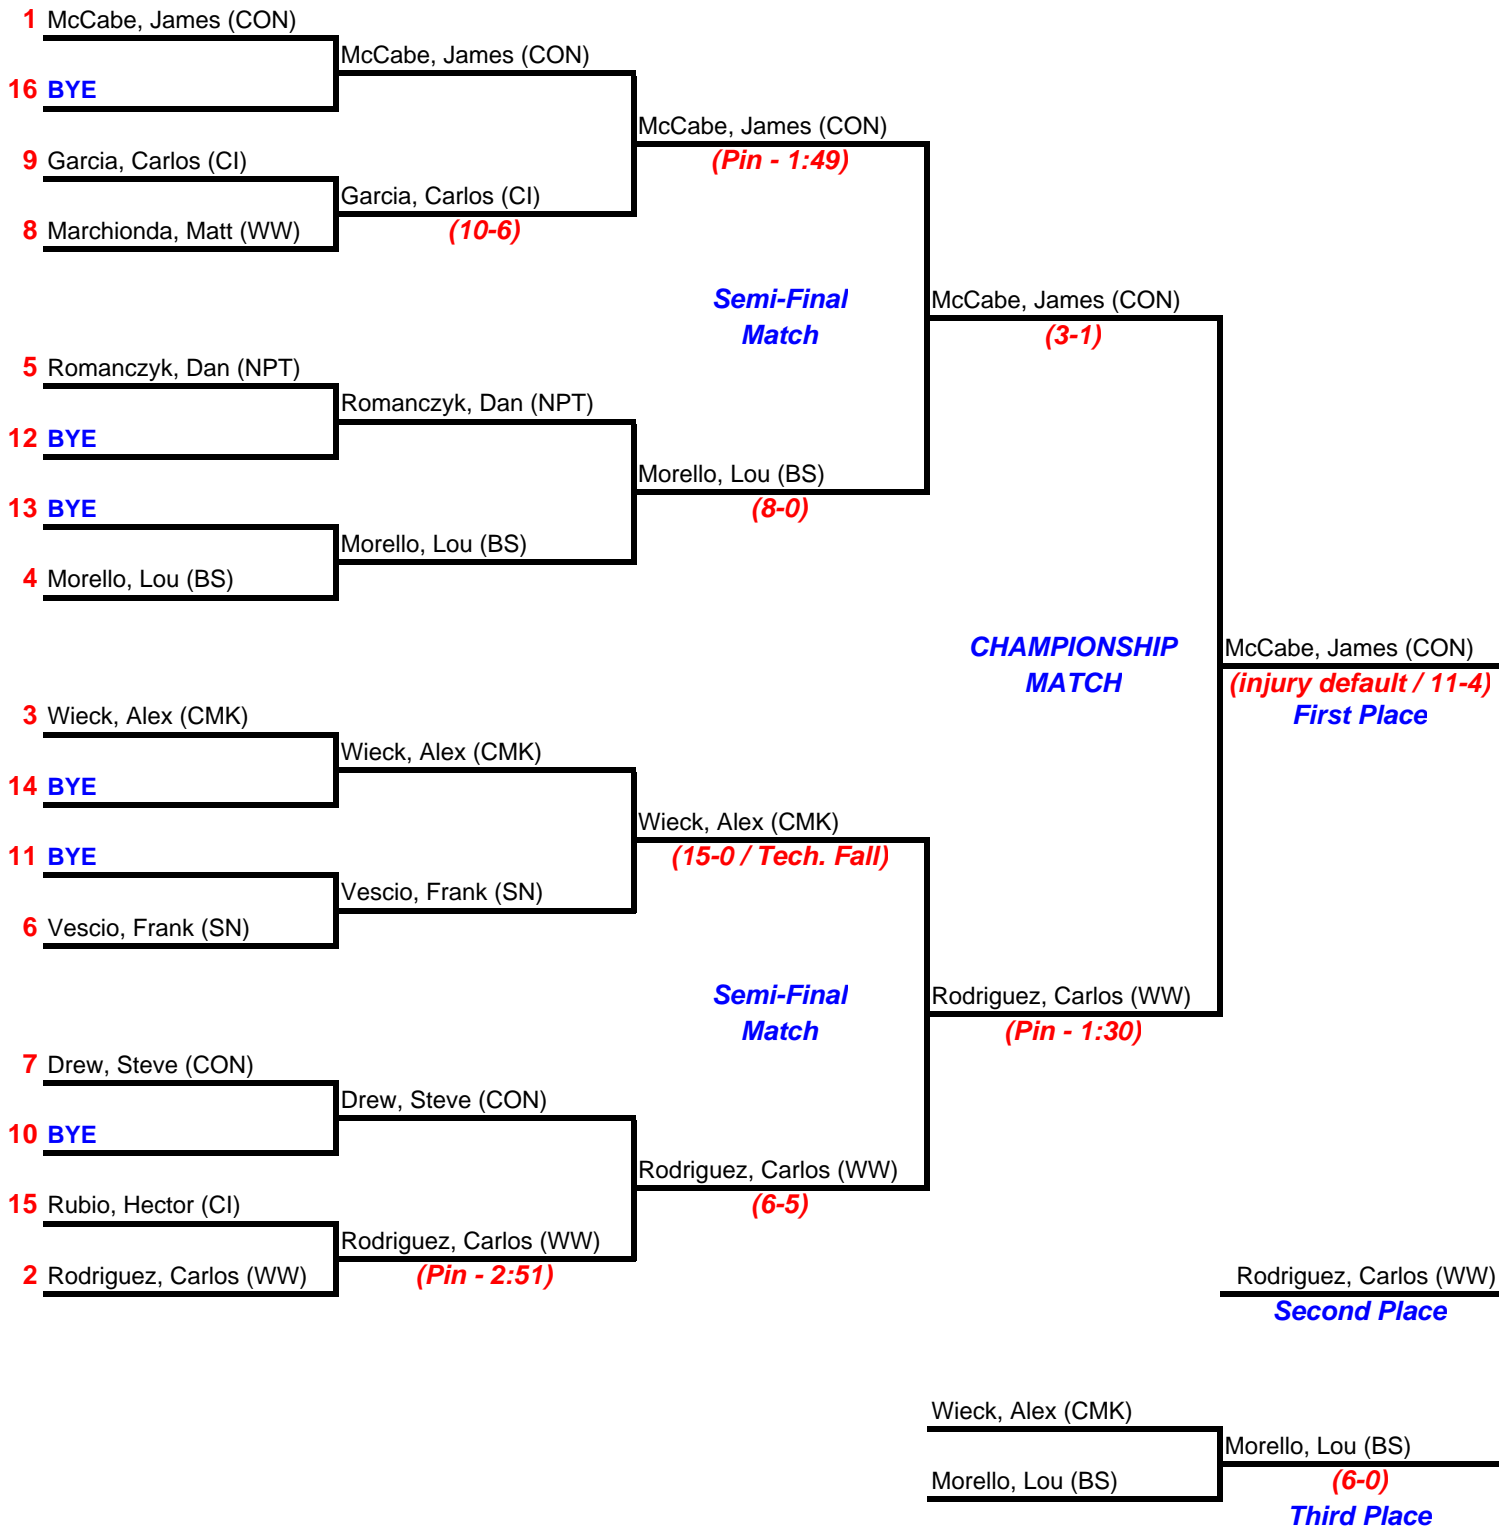 1 McCabe, James (CON)
McCabe, James (CON)
16 BYE
McCabe, James (CON)
(Pin - 1:49)
9 Garcia, Carlos (CI)
Garcia, Carlos (CI)
(10-6)
8 Marchionda, Matt (WW)
Semi-Final
Match
McCabe, James (CON)
(3-1)
5 Romanczyk, Dan (NPT)
Romanczyk, Dan (NPT)
12 BYE
Morello, Lou (BS)
(8-0)
13 BYE
Morello, Lou (BS)
4 Morello, Lou (BS)
CHAMPIONSHIP
MATCH
McCabe, James (CON)
(injury default / 11-4)
First Place
3 Wieck, Alex (CMK)
Wieck, Alex (CMK)
14 BYE
Wieck, Alex (CMK)
(15-0 / Tech. Fall)
11 BYE
Vescio, Frank (SN)
6 Vescio, Frank (SN)
Semi-Final
Match
Rodriguez, Carlos (WW)
(Pin - 1:30)
7 Drew, Steve (CON)
Drew, Steve (CON)
10 BYE
Rodriguez, Carlos (WW)
(6-5)
15 Rubio, Hector (CI)
Rodriguez, Carlos (WW)
(Pin - 2:51)
2 Rodriguez, Carlos (WW)
Rodriguez, Carlos (WW)
Second Place
Wieck, Alex (CMK)
Morello, Lou (BS)
Morello, Lou (BS)
(6-0)
Third Place